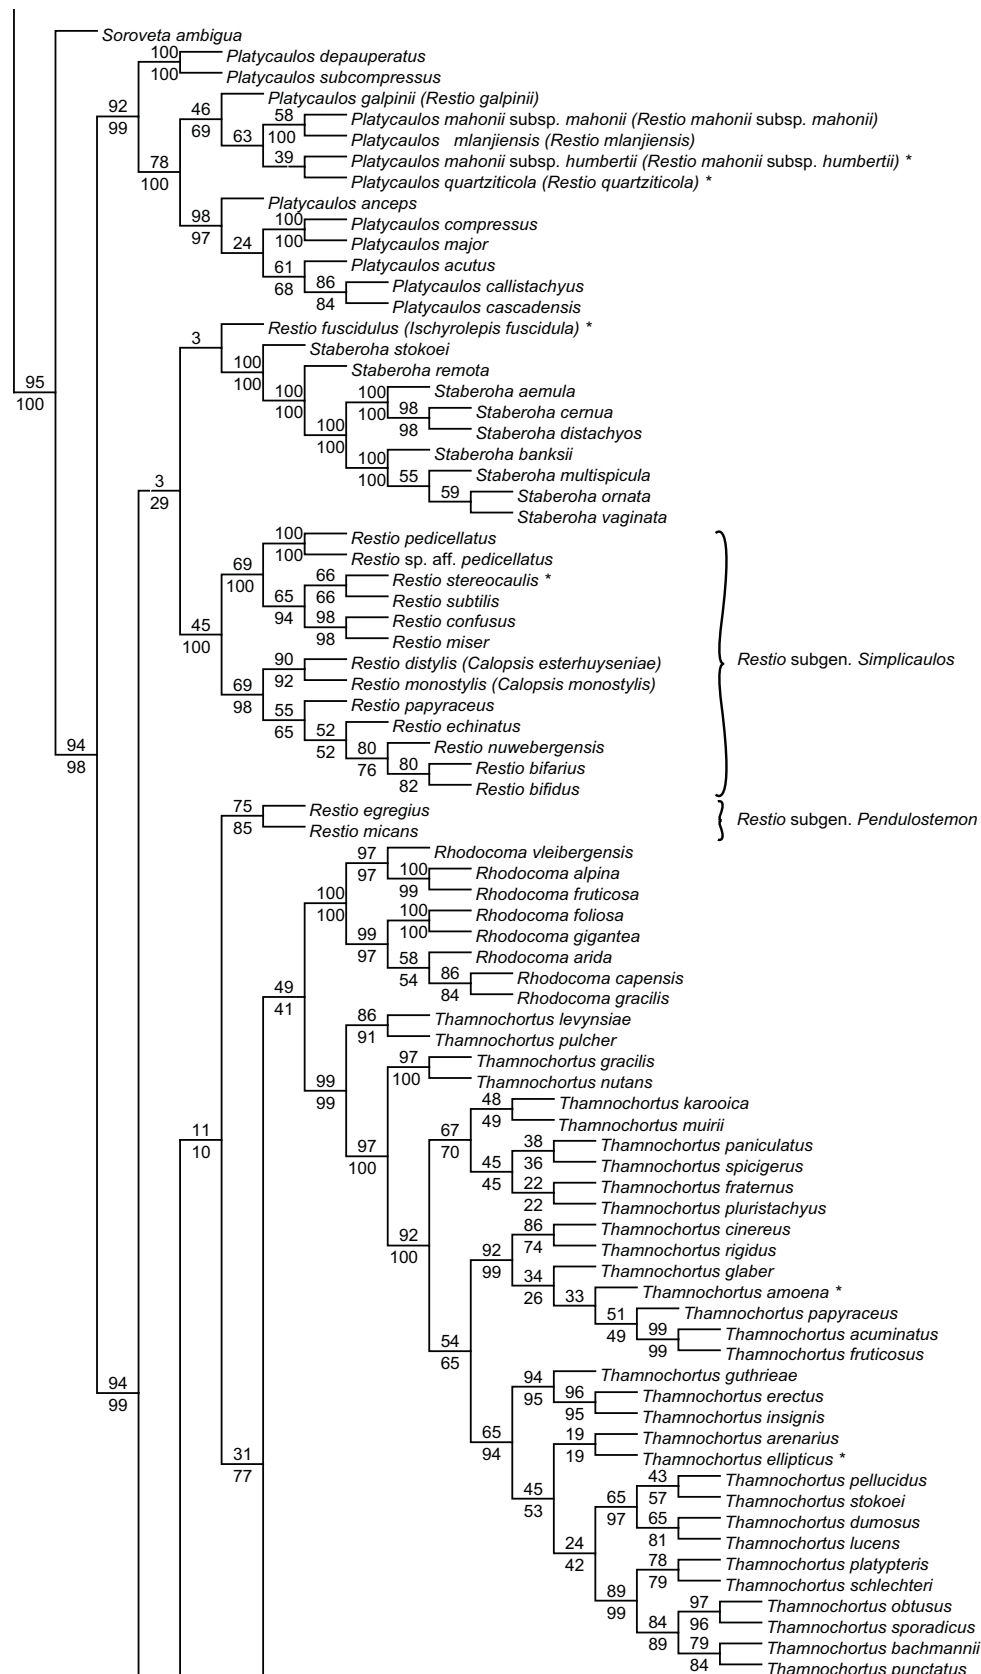 Soroveta ambigua
100
Platycaulos depauperatus
100
Platycaulos subcompressus
92
99
46
69
Platycaulos galpinii (Restio galpinii)
58
Platycaulos mahonii subsp. mahonii (Restio mahonii subsp. mahonii)
63
100
Platycaulos mlanjiensis (Restio mlanjiensis)
39
Platycaulos mahonii subsp. humbertii (Restio mahonii subsp. humbertii) *
78
100
Platycaulos quartziticola (Restio quartziticola) *
98
97
Platycaulos anceps
100
Platycaulos compressus
24
100
Platycaulos major
61
68
Platycaulos acutus
86
Platycaulos callistachyus
84
Platycaulos cascadensis
3
Restio fuscidulus (Ischyrolepis fuscidula) *
100
100
Staberoha stokoei
95
100
100
100
Staberoha remota
100
100
Staberoha aemula
98
Staberoha cernua
98
Staberoha distachyos
100
100
100
100
Staberoha banksii
55
Staberoha multispicula
3
29
59
Staberoha ornata
Staberoha vaginata
100
Restio pedicellatus
100
Restio sp. aff. pedicellatus
69
100
66
Restio stereocaulis *
65
94
66
Restio subtilis
98
Restio confusus
98
Restio miser
45
100
Restio subgen. Simplicaulos
90
Restio distylis (Calopsis esterhuyseniae)
92
Restio monostylis (Calopsis monostylis)
69
98
55
65
Restio papyraceus
52
52
Restio echinatus
80
76
Restio nuwebergensis
94
98
80
Restio bifarius
82
Restio bifidus
75
Restio egregius
85
Restio micans
Restio subgen. Pendulostemon
97
97
Rhodocoma vleibergensis
100
Rhodocoma alpina
99
Rhodocoma fruticosa
100
100
100
Rhodocoma foliosa
100
Rhodocoma gigantea
99
97
58
54
Rhodocoma arida
86
Rhodocoma capensis
84
Rhodocoma gracilis
49
41
86
Thamnochortus levynsiae
91
Thamnochortus pulcher
97
Thamnochortus gracilis
100
Thamnochortus nutans
99
99
48
Thamnochortus karooica
49
Thamnochortus muirii
67
70
38
Thamnochortus paniculatus
11
10
97
100
45
45
36
Thamnochortus spicigerus
22
Thamnochortus fraternus
22
Thamnochortus pluristachyus
86
Thamnochortus cinereus
92
100
92
99
74
Thamnochortus rigidus
34
26
Thamnochortus glaber
33
Thamnochortus amoena *
51
49
Thamnochortus papyraceus
99
Thamnochortus acuminatus
54
65
99
Thamnochortus fruticosus
94
99
94
95
Thamnochortus guthrieae
96
Thamnochortus erectus
95
Thamnochortus insignis
65
94
19
Thamnochortus arenarius
31
77
19
Thamnochortus ellipticus *
43
Thamnochortus pellucidus
45
53
65
97
57
Thamnochortus stokoei
65
Thamnochortus dumosus
81
Thamnochortus lucens
24
42
78
Thamnochortus platypteris
79
Thamnochortus schlechteri
89
99
97
Thamnochortus obtusus
84
89
96
Thamnochortus sporadicus
79
Thamnochortus bachmannii
84
Thamnochortus punctatus